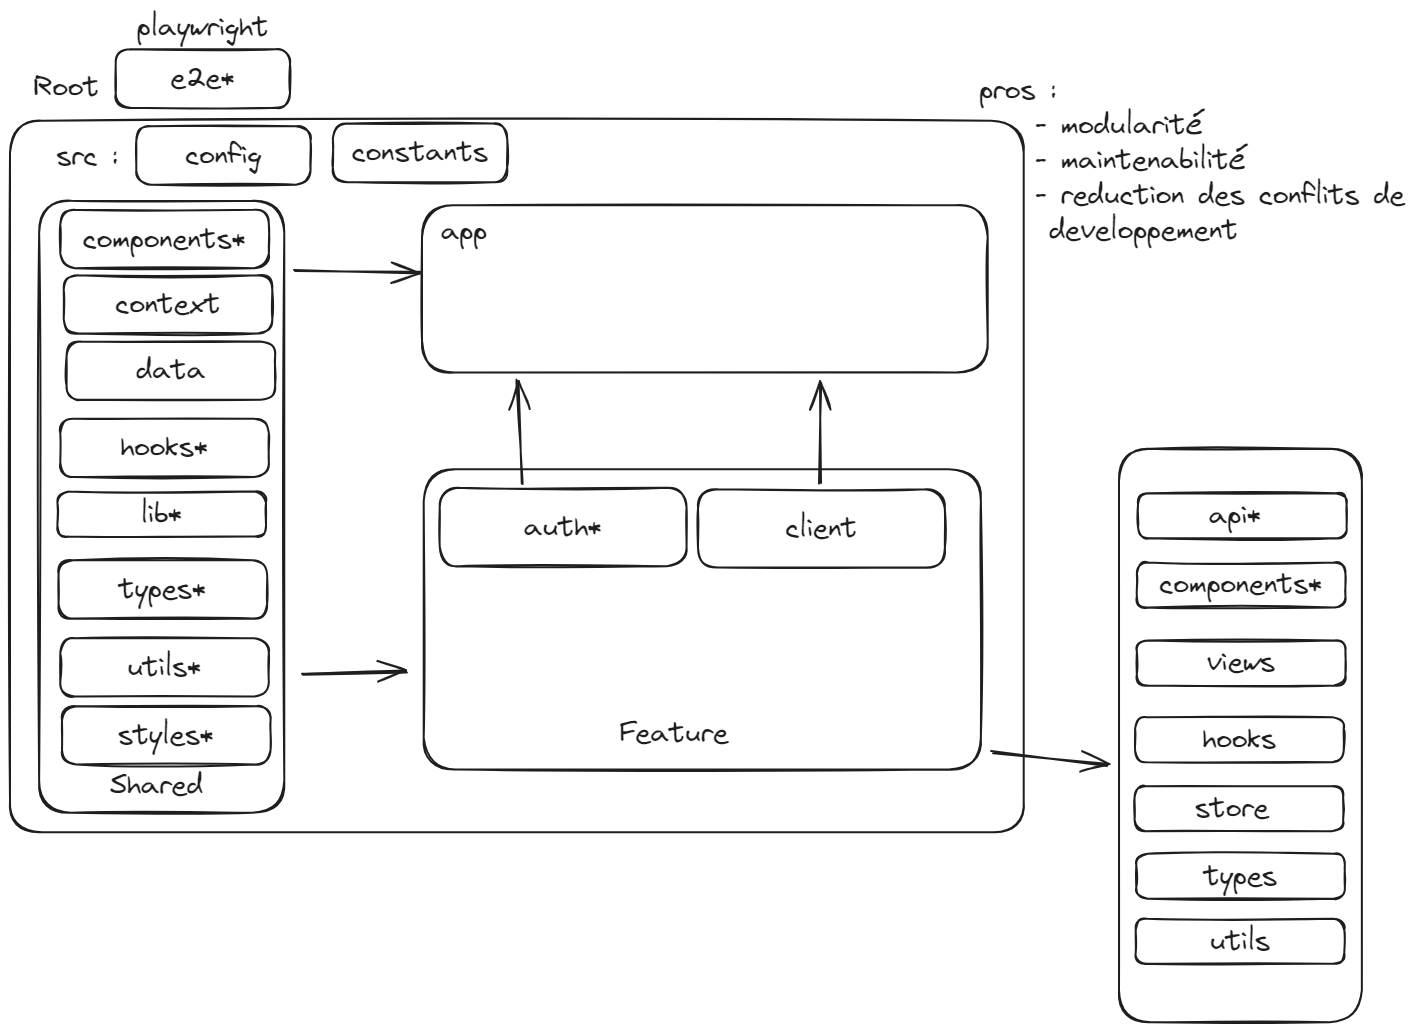 playwright
Root
e2e*
src :
config
constants
components*
context
data
hooks*
lib*
types*
utils*
styles*
Shared
app
auth*
client
Feature
pros :
- modularité
- maintenabilité
- reduction des conflits de
developpement
api*
components*
views
hooks
store
types
utils